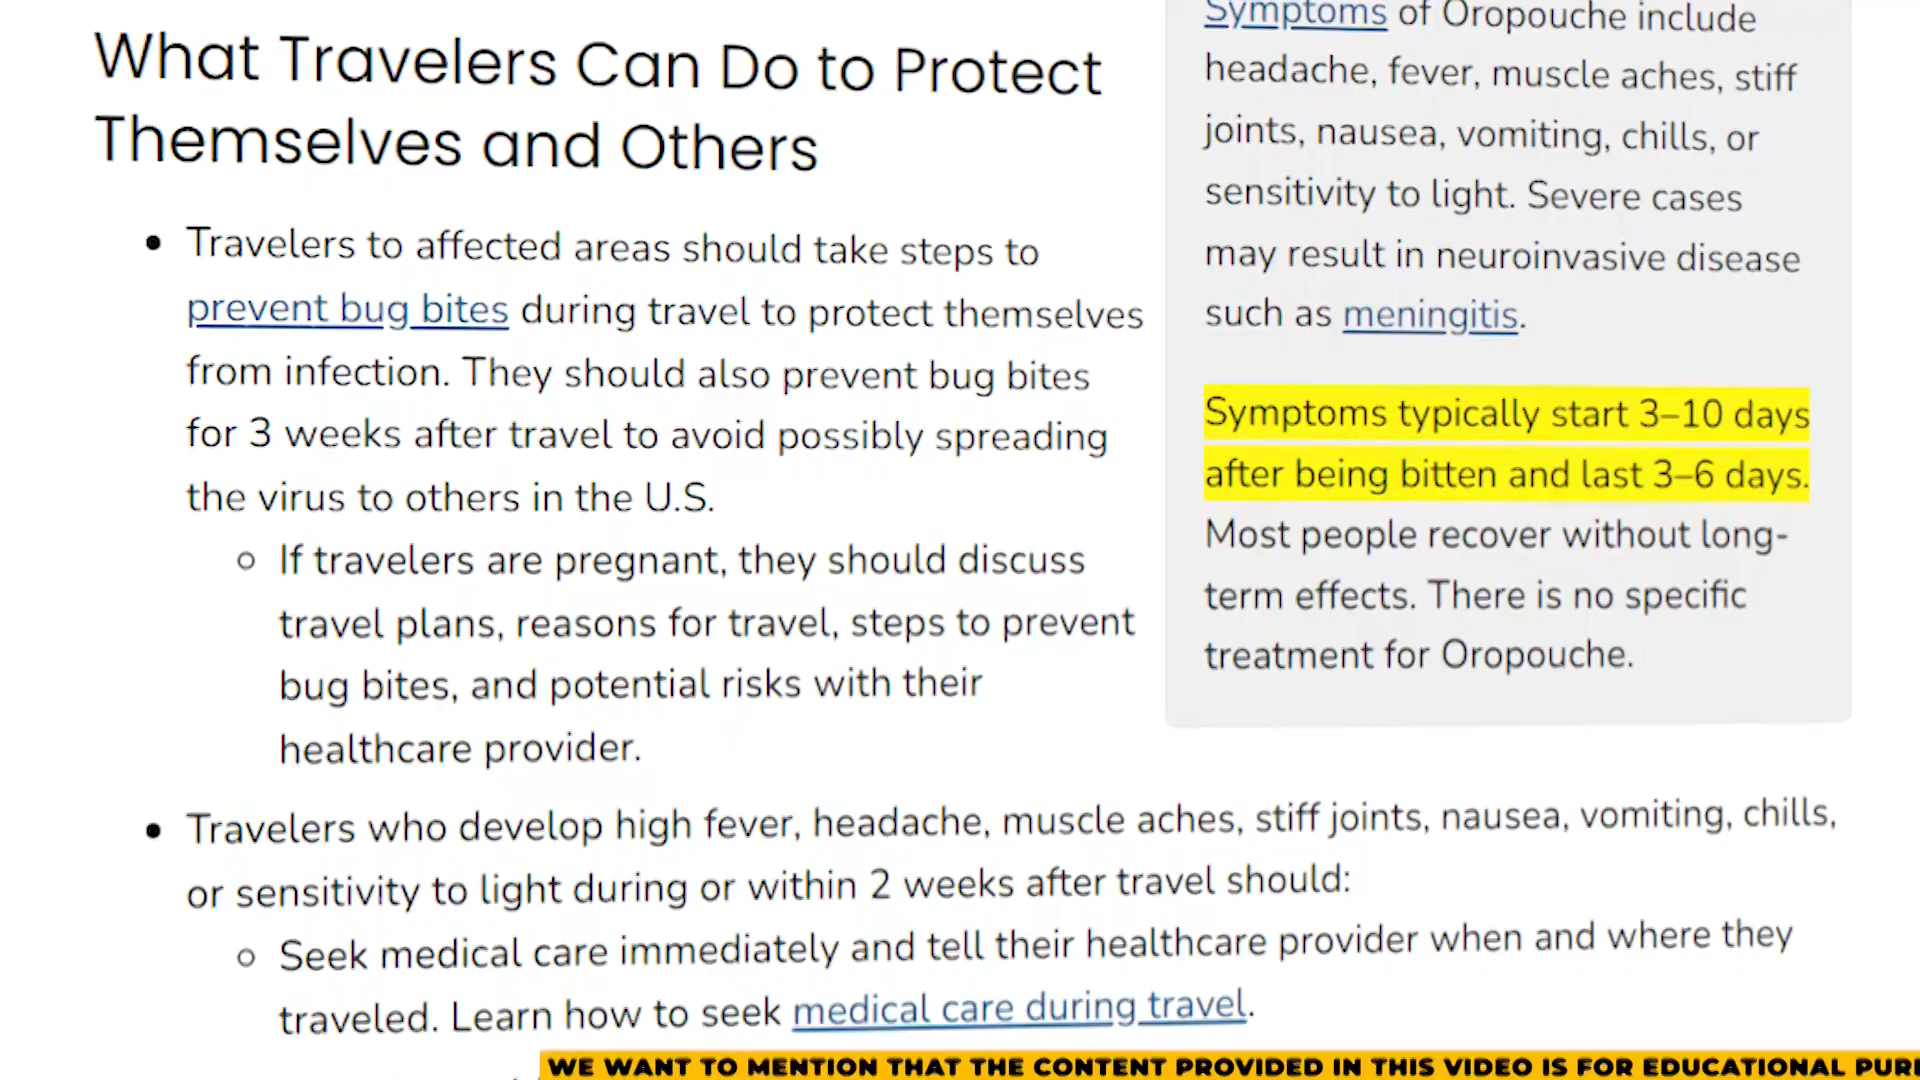 What Travelers Can Do to Protect
Themselves and Others
• Travelers to affected areas should take steps to
prevent bug bites during travel to protect themselves
from infection. They should also prevent bug bites
for 3 weeks after travel to avoid possibly spreading
the virus to others in the U.S.
○ If travelers are pregnant, they should discuss
travel plans, reasons for travel, steps to prevent
bug bites, and potential risks with their
healthcare provider.
• Travelers who develop high fever, headache, muscle aches, stiff joints, nausea, vomiting, chills,
or sensitivity to light during or within 2 weeks after travel should:
○ Seek medical care immediately and tell their healthcare provider when and where they
traveled. Learn how to seek medical care during travel.
Symptoms of Oropouche include
headache, fever, muscle aches, stiff
joints, nausea, vomiting, chills, or
sensitivity to light. Severe cases
may result in neuroinvasive disease
such as meningitis.
Symptoms typically start 3–10 days
after being bitten and last 3–6 days.
Most people recover without long-
term effects. There is no specific
treatment for Oropouche.
WE WANT TO MENTION THAT THE CONTENT PROVIDED IN THIS VIDEO IS FOR EDUCATIONAL